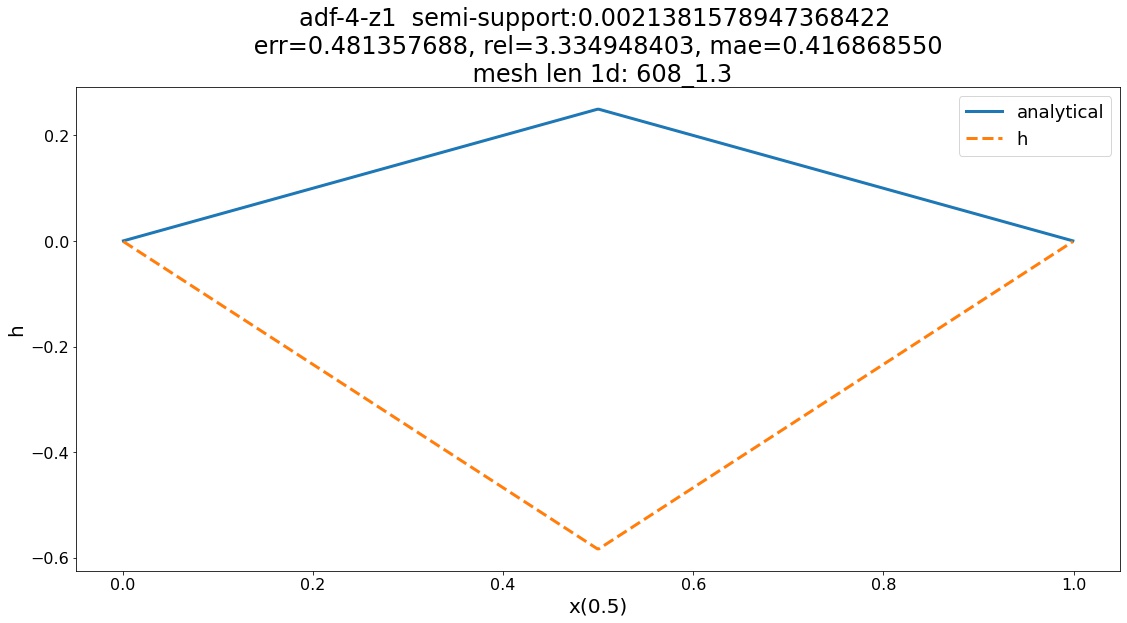 adf-4-z1  semi-support:0.0021381578947368422
err=0.481357688, rel=3.334948403, mae=0.416868550
mesh len 1d: 608_1.3
analytical
h
0.2
0.0
−0.2
−0.4
−0.6
h
0.0
0.2
0.4
0.6
0.8
1.0
x(0.5)